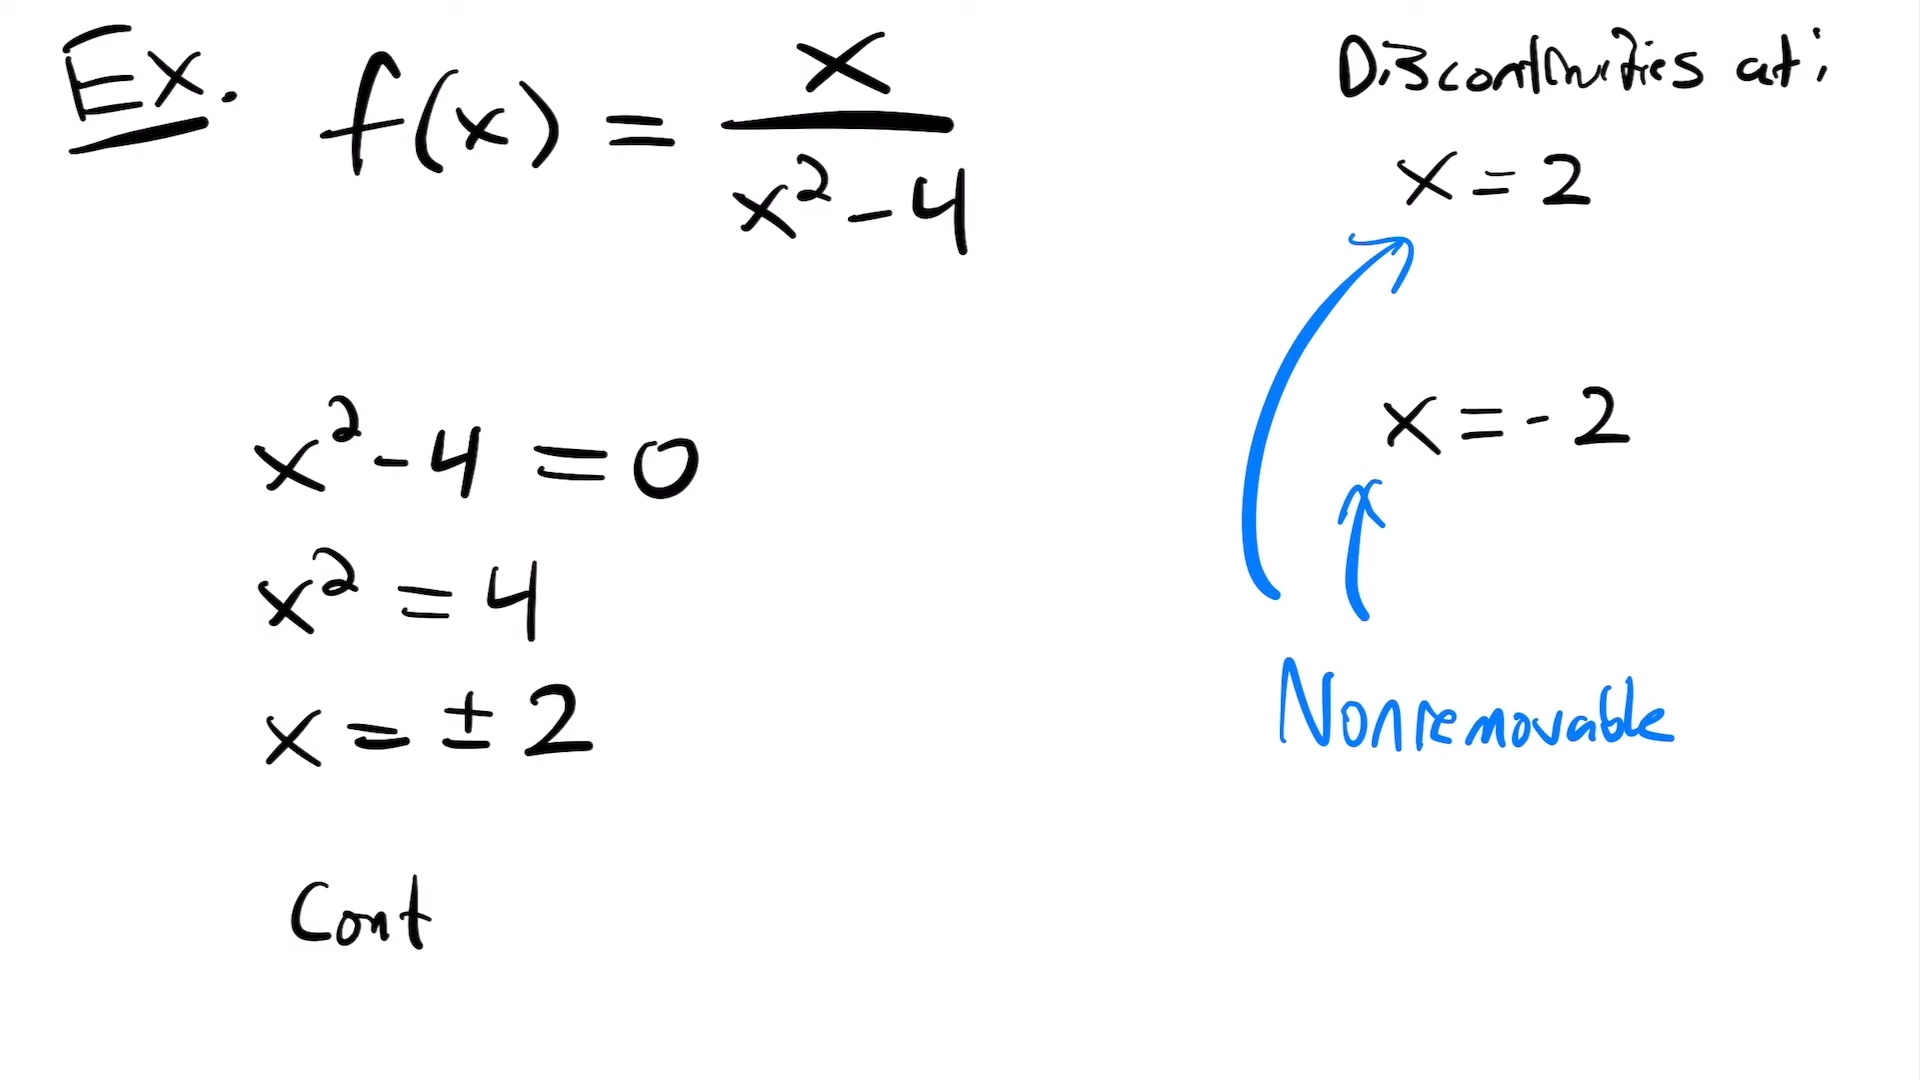 Ex. f(x) = x / (x² - 4)
x² - 4 = 0
x² = 4
x = ± 2
Cont
Discontinuities at:
x = 2
x = - 2
Nonremovable